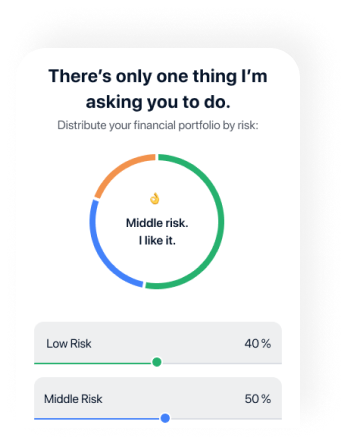 There’s only one thing I’m
asking you to do.
Distribute your financial portfolio by risk:
Middle risk.
I like it.
Low Risk 40 %
Middle Risk 50 %